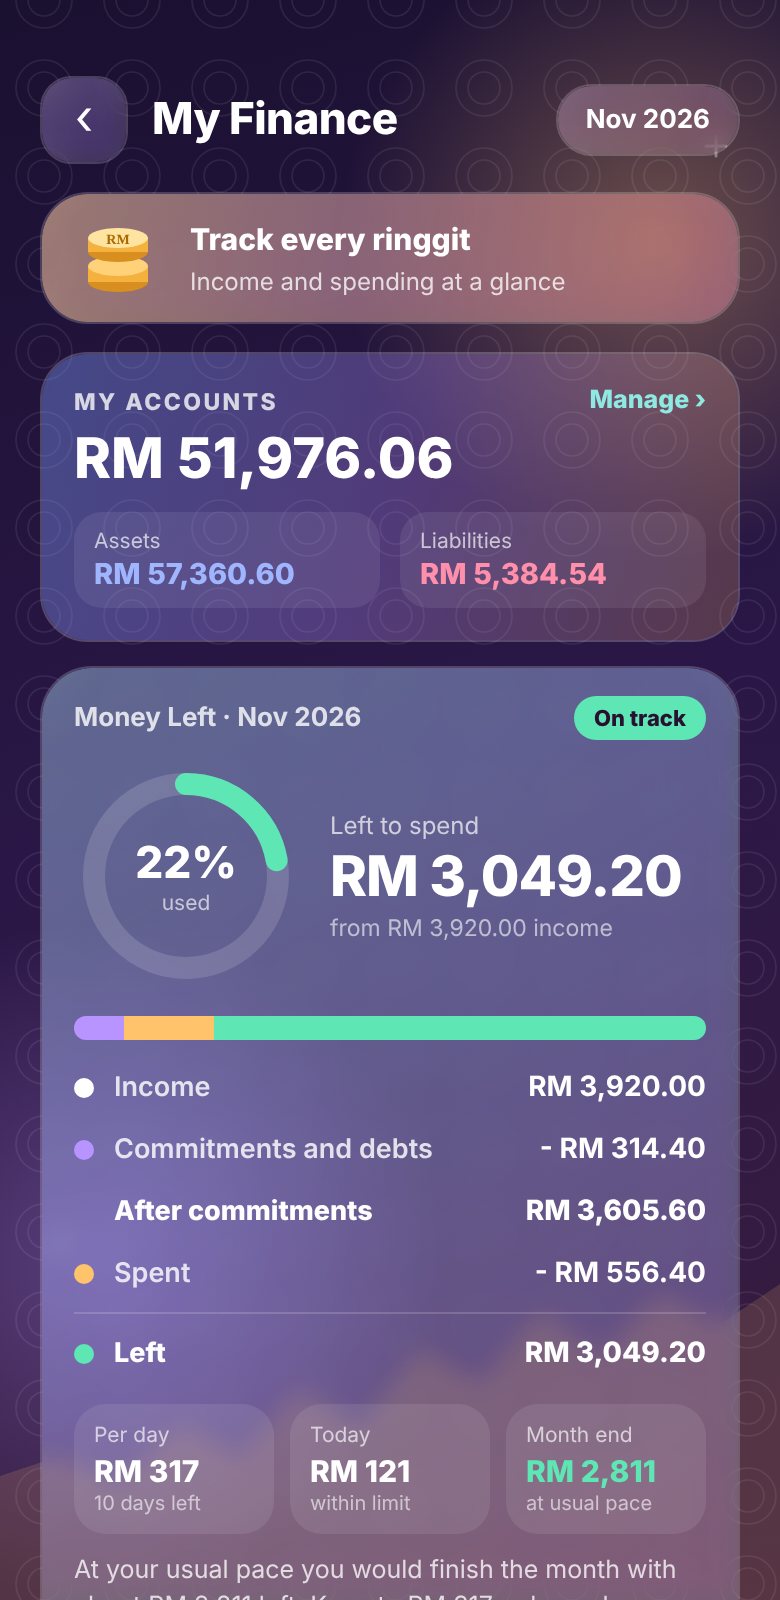 My Finance
Nov 2026
RM
Track every ringgit
Income and spending at a glance
MY ACCOUNTS
Manage ›
RM 51,976.06
Assets
Liabilities
RM 57,360.60
RM 5,384.54
Money Left · Nov 2026
On track
22%
used
Left to spend
RM 3,049.20
from RM 3,920.00 income
Income
RM 3,920.00
Commitments and debts
- RM 314.40
After commitments
RM 3,605.60
Spent
- RM 556.40
Left
RM 3,049.20
Per day
RM 317
10 days left
Today
RM 121
within limit
Month end
RM 2,811
at usual pace
At your usual pace you would finish the month with